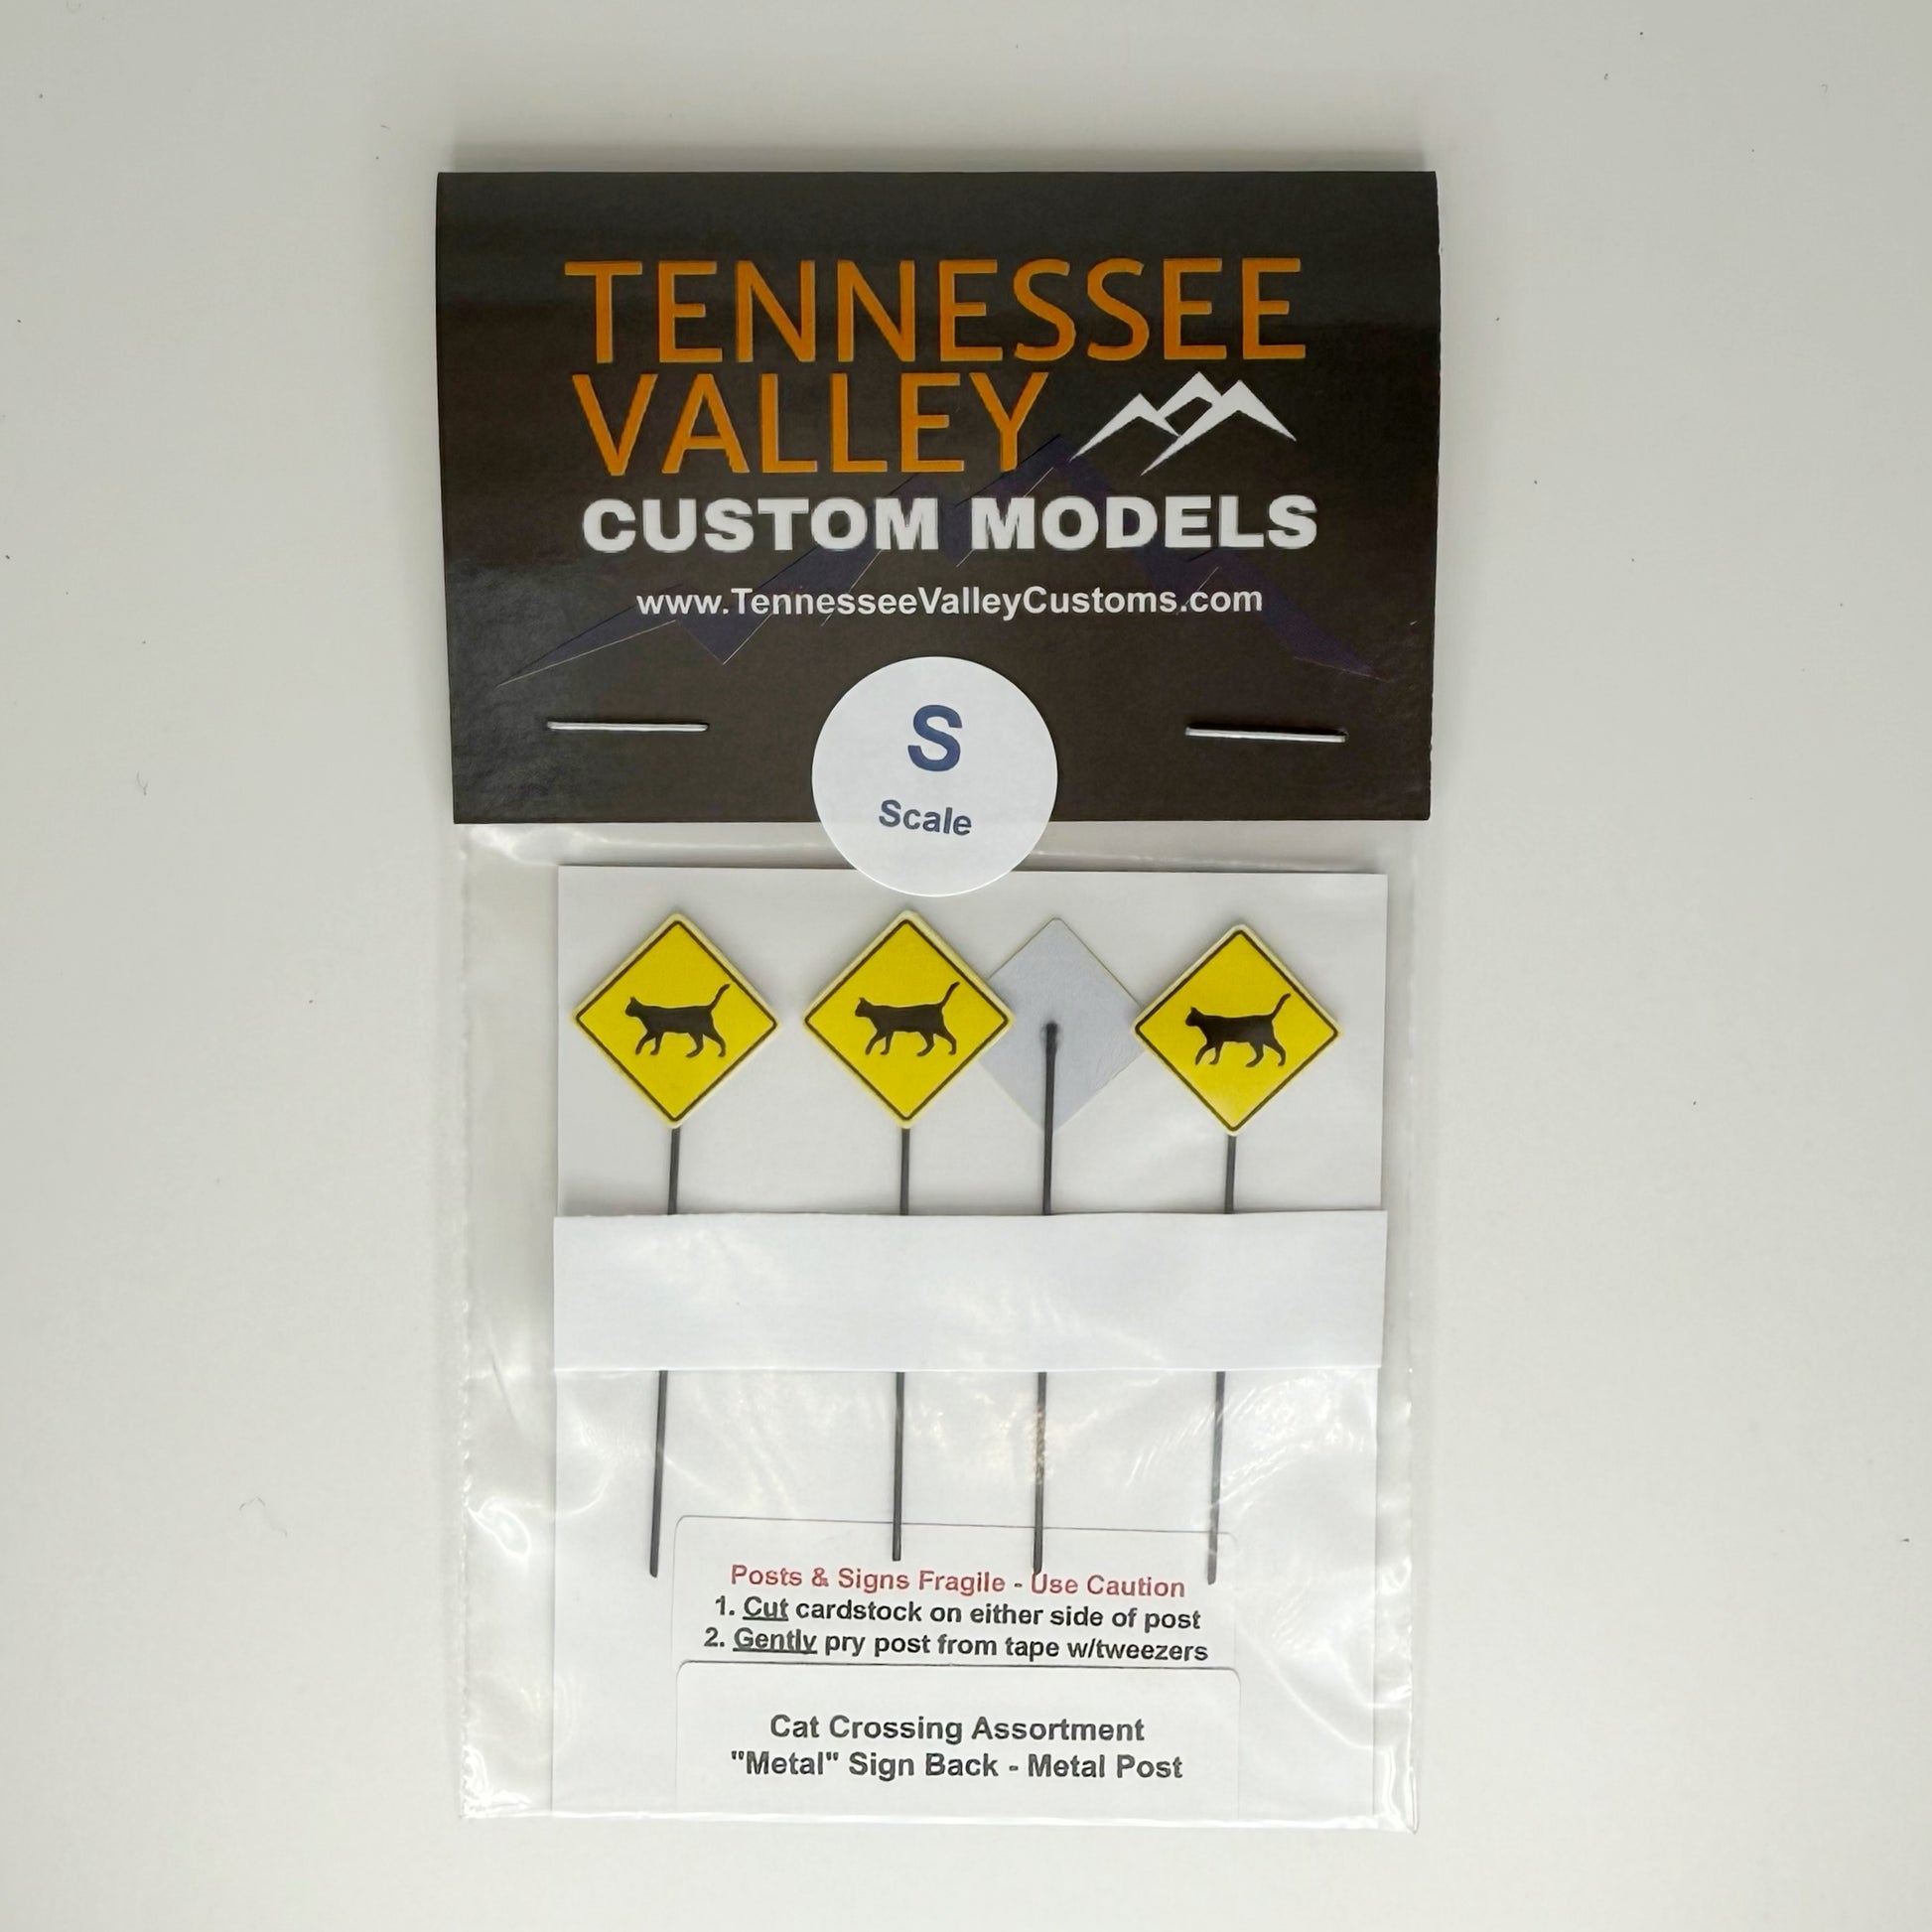 TENNESSEE
VALLEY
CUSTOM MODELS
www.TennesseeValleyCustoms.com
S
Scale
Posts & Signs Fragile - Use Caution
1. Cut cardstock on either side of post
2. Gently pry post from tape w/tweezers
Cat Crossing Assortment
"Metal" Sign Back - Metal Post